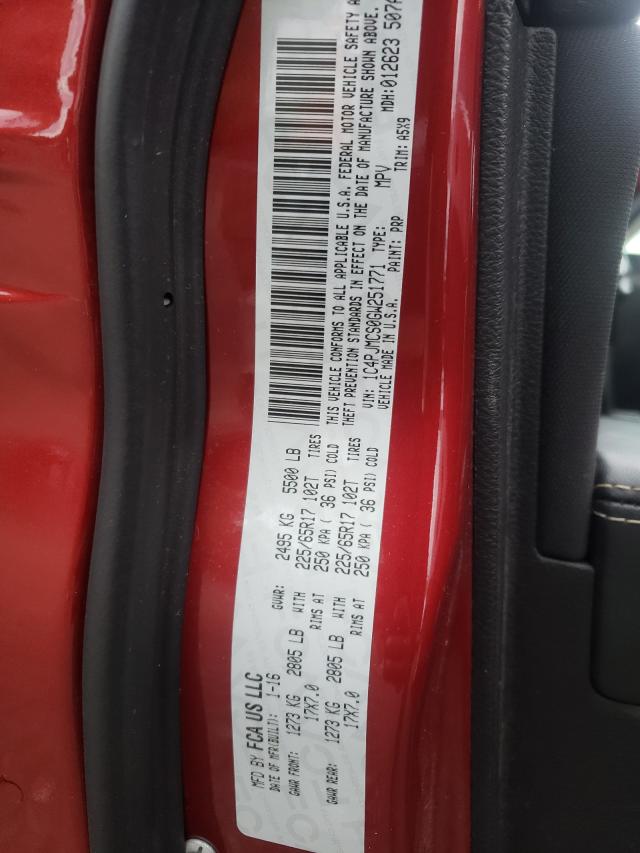 MFD BY FCA US LLC
DATE OF MFR(BUILT): 1-16 GVWR: 2495 KG 5500 LB
GAWR FRONT: 1273 KG 2805 LB WITH 225/65R17 102T TIRES
17X7.0 RIMS AT 250 KPA ( 36 PSI) COLD
GAWR REAR: 1273 KG 2805 LB WITH 225/65R17 102T TIRES
17X7.0 RIMS AT 250 KPA ( 36 PSI) COLD
THIS VEHICLE CONFORMS TO ALL APPLICABLE U.S.A. FEDERAL MOTOR VEHICLE SAFETY
THEFT PREVENTION STANDARDS IN EFFECT ON THE DATE OF MANUFACTURE SHOWN ABOVE.
VIN: 1C4PJMCS0GW251771 TYPE: MPV MDH: 012623 507
VEHICLE MADE IN U.S.A. PAINT: PRP TRIM: A5X9